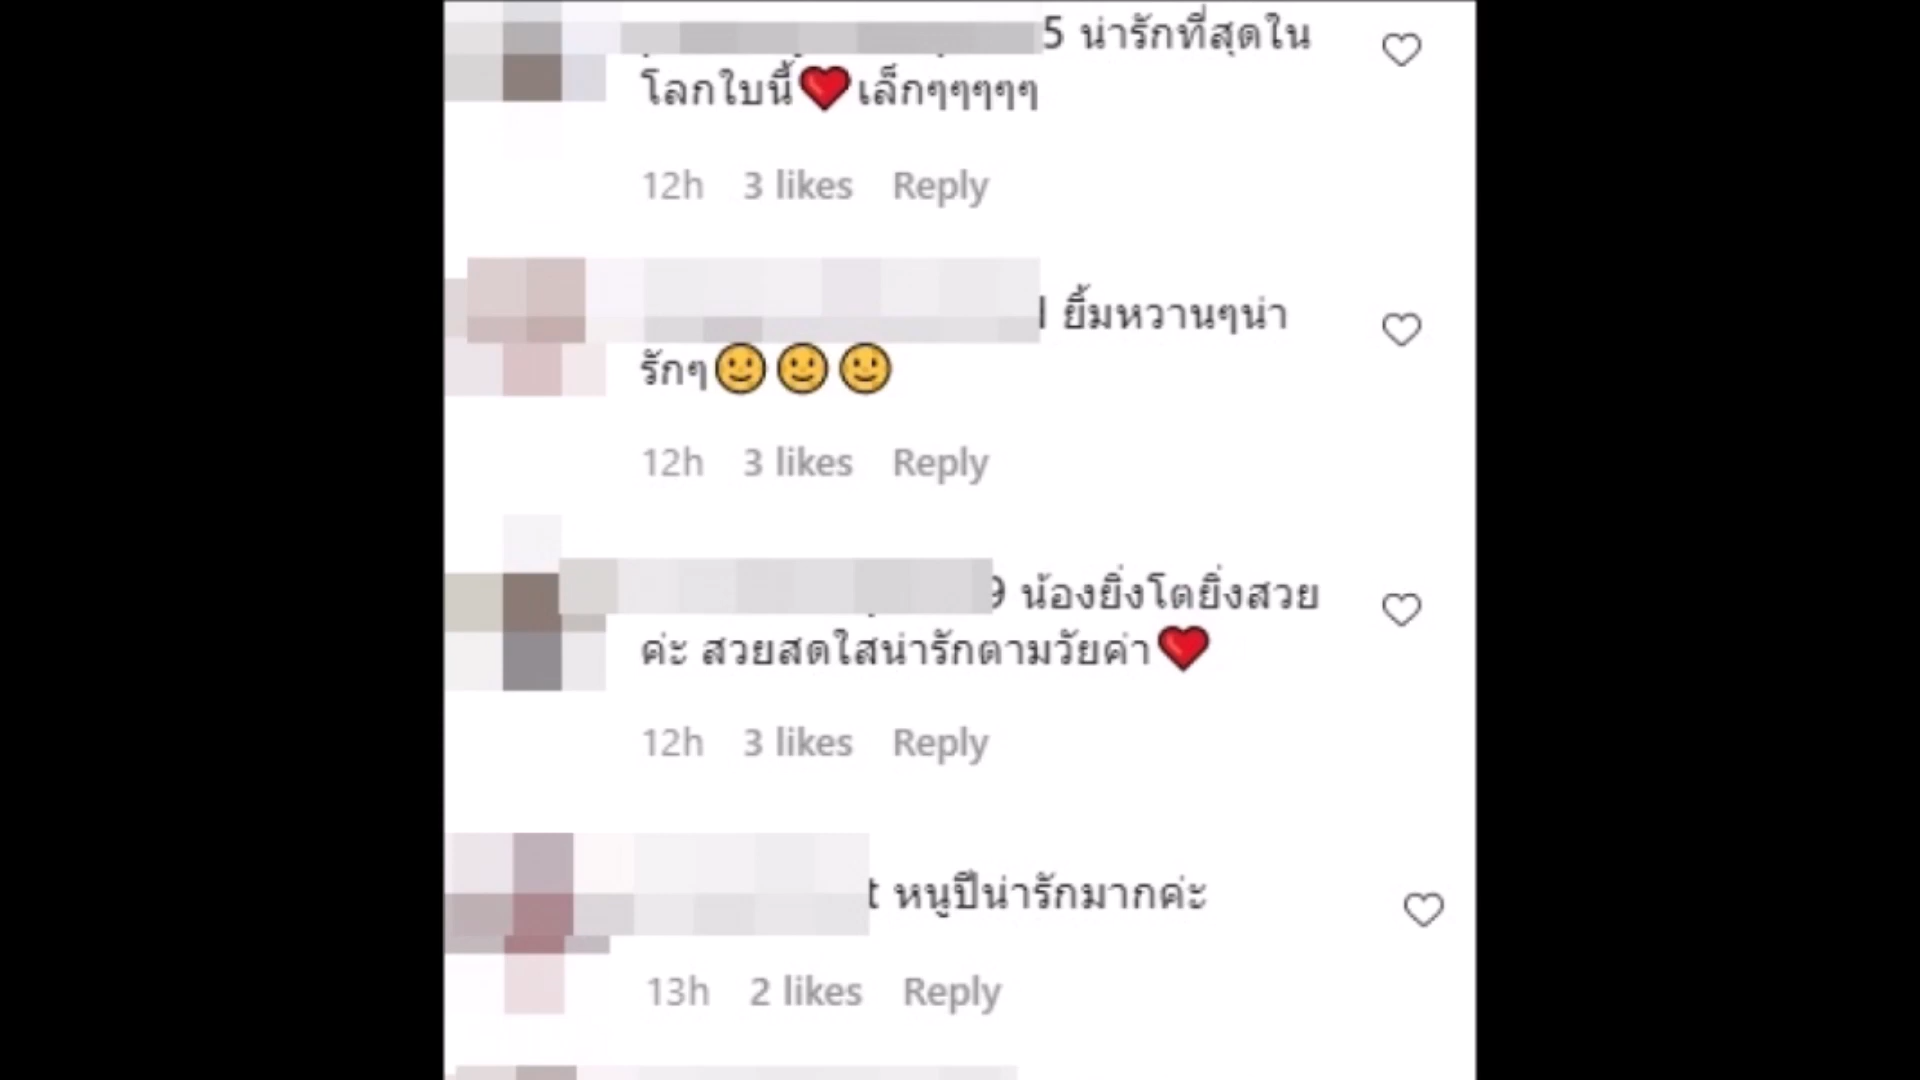 5 น่ารักที่สุดใน
โลกใบนี้❤️เล็กๆๆๆๆๆ
12h 3 likes Reply
ยิ้มหวานๆน่า
รักๆ🙂🙂🙂
12h 3 likes Reply
9 น้องยิ่งโตยิ่งสวย
ค่ะ สวยสดใสน่ารักตามวัยค่า❤️
12h 3 likes Reply
t หนูปีน่ารักมากค่ะ
13h 2 likes Reply